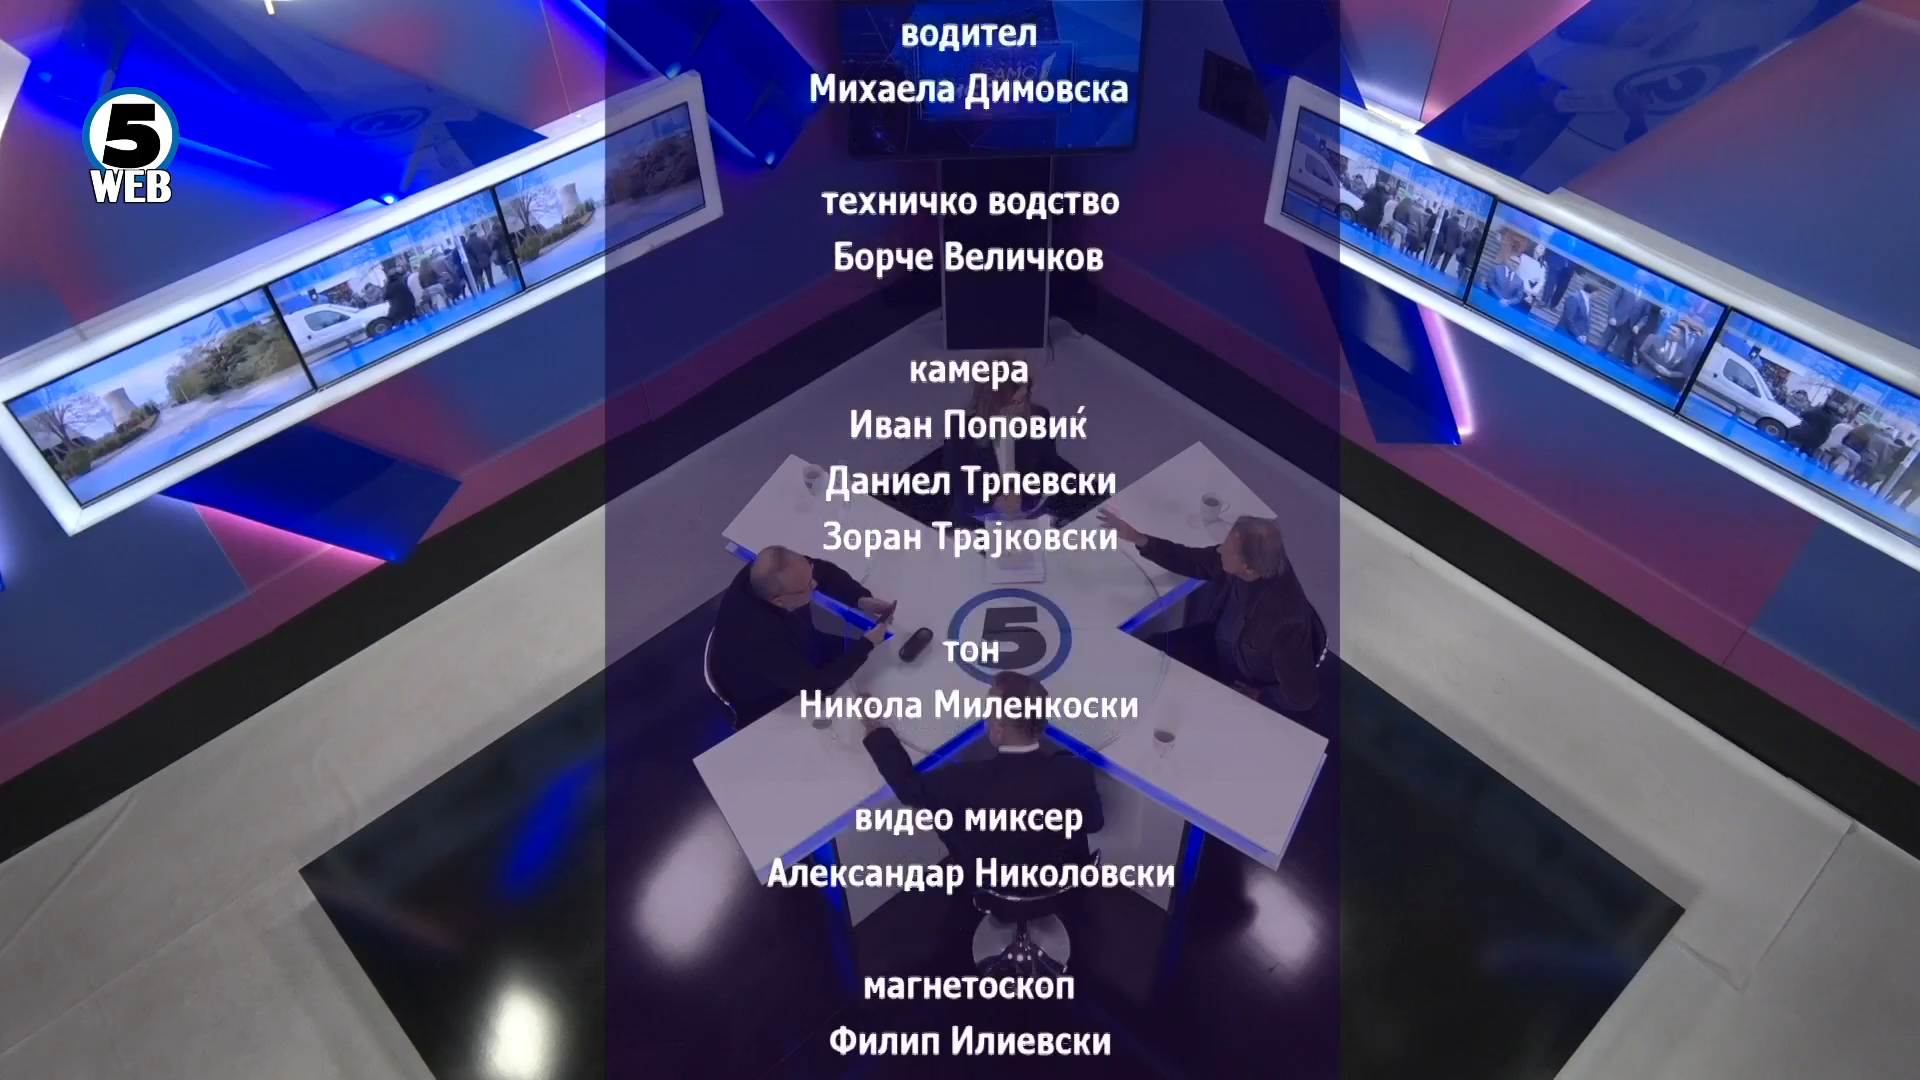 5
WEB
водител
Михаела Димовска
техничко водство
Борче Величков
камера
Иван Поповиќ
Даниел Трпевски
Зоран Трајковски
5
тон
Никола Миленкоски
видео миксер
Александар Николовски
магнетоскоп
Филип Илиевски